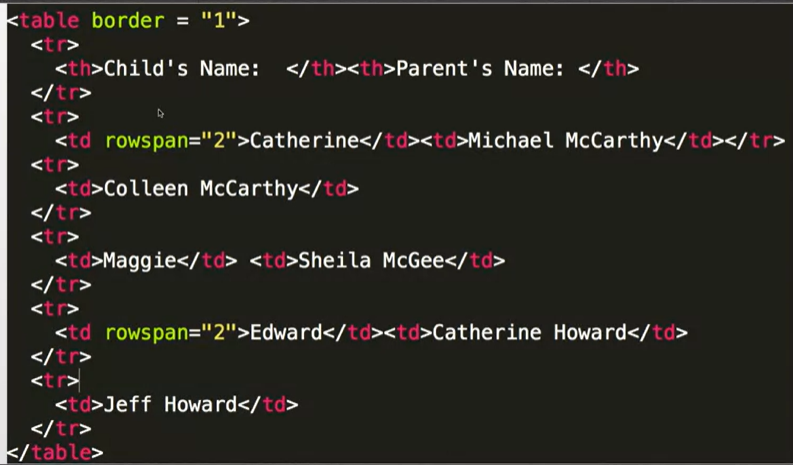 <table border = "1">
<tr>
<th>Child's Name:  </th><th>Parent's Name: </th>
</tr>
<tr>
<td rowspan="2">Catherine</td><td>Michael McCarthy</td></tr>
<tr>
<td>Colleen McCarthy</td>
</tr>
<tr>
<td>Maggie</td> <td>Sheila McGee</td>
</tr>
<tr>
<td rowspan="2">Edward</td><td>Catherine Howard</td>
</tr>
<tr>
<td>Jeff Howard</td>
</tr>
</table>